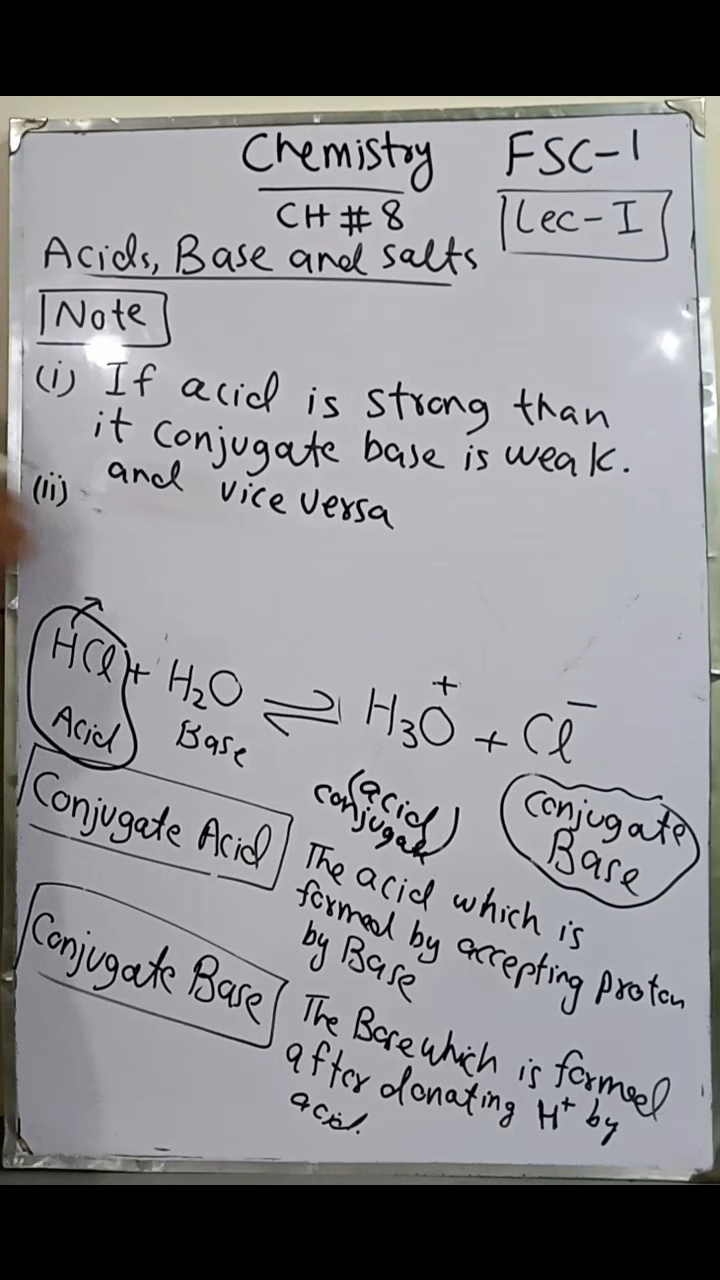 Chemistry FSC-1
CH # 8
Lec-I
Acids, Base and salts
Note
(i) If acid is strong than
it conjugate base is weak.
and vice versa
(ii)
HCl + H₂O ⇌ H₃O⁺ + Cl⁻
Acid Base
(acid)
conjugate
Conjugate
Base
Conjugate Acid
The acid which is
formed by accepting proton
by Base
Conjugate Base
The Base which is formed
after donating H⁺ by
acid.